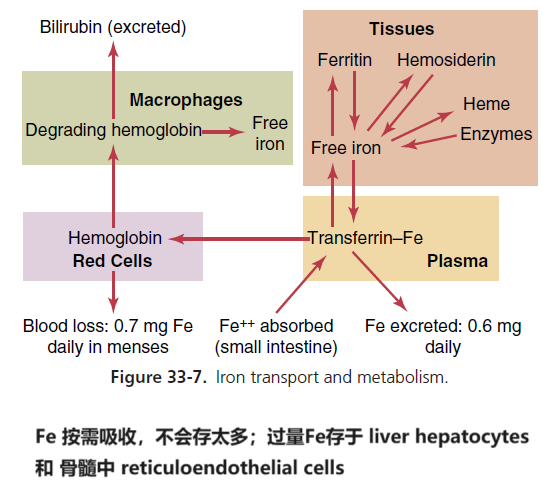 Bilirubin (excreted)
Tissues
Ferritin Hemosiderin
Macrophages
Heme
Degrading hemoglobin
Free
iron
Enzymes
Free iron
Hemoglobin
Red Cells
Transferrin–Fe
Plasma
Blood loss: 0.7 mg Fe
daily in menses
Fe++ absorbed
(small intestine)
Fe excreted: 0.6 mg
daily
Figure 33-7. Iron transport and metabolism.
Fe 按需吸收，不会存太多；过量Fe存于 liver hepatocytes
和 骨髓中 reticuloendothelial cells